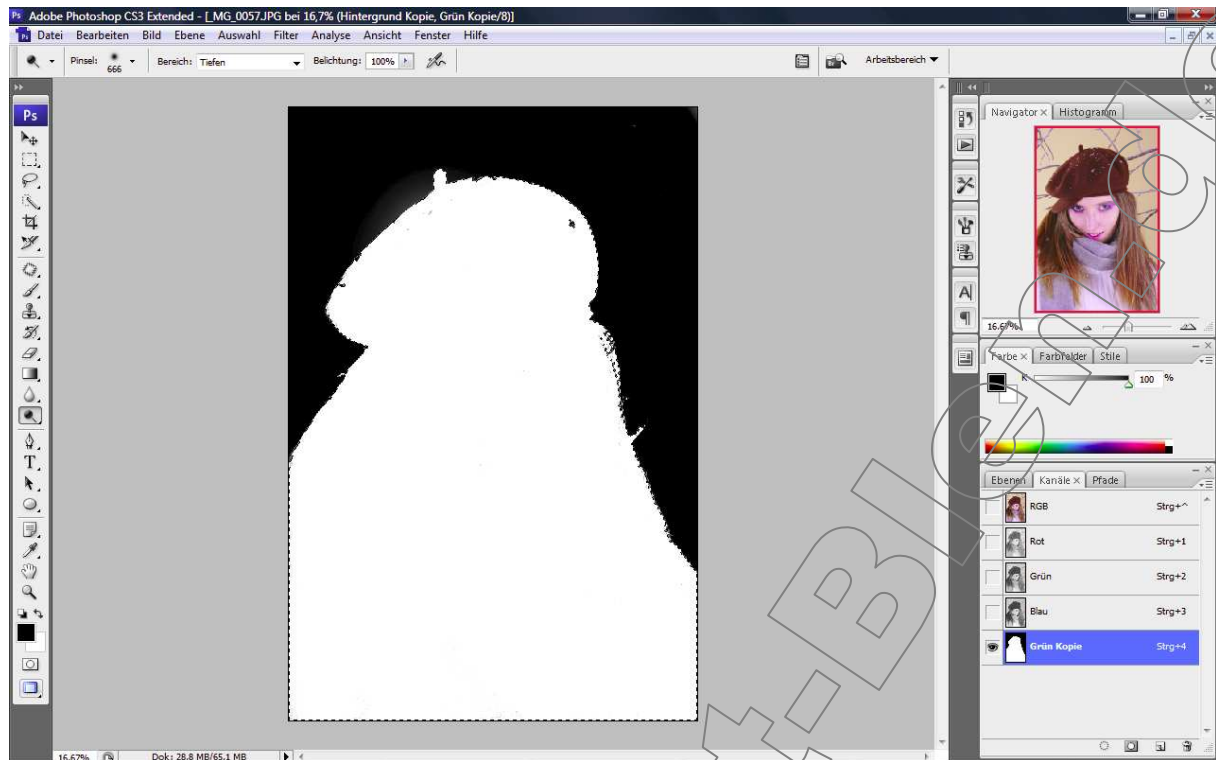 Ps Adobe Photoshop CS3 Extended - [_MG_0057.JPG bei 16,7% (Hintergrund Kopie, Grün Kopie/8)]
Datei Bearbeiten Bild Ebene Auswahl Filter Analyse Ansicht Fenster Hilfe
Pinsel: 666 Bereich: Tiefen Belichtung: 100% Arbeitsbereich
Ps
Navigator × Histogramm
16.67%
Farbe × Farbfelder Stile
K 100 %
Ebenen Kanäle × Pfade
RGB Strg+^
Rot Strg+1
Grün Strg+2
Blau Strg+3
Grün Kopie Strg+4
16.67% Dok: 28.8 MB/65.1 MB